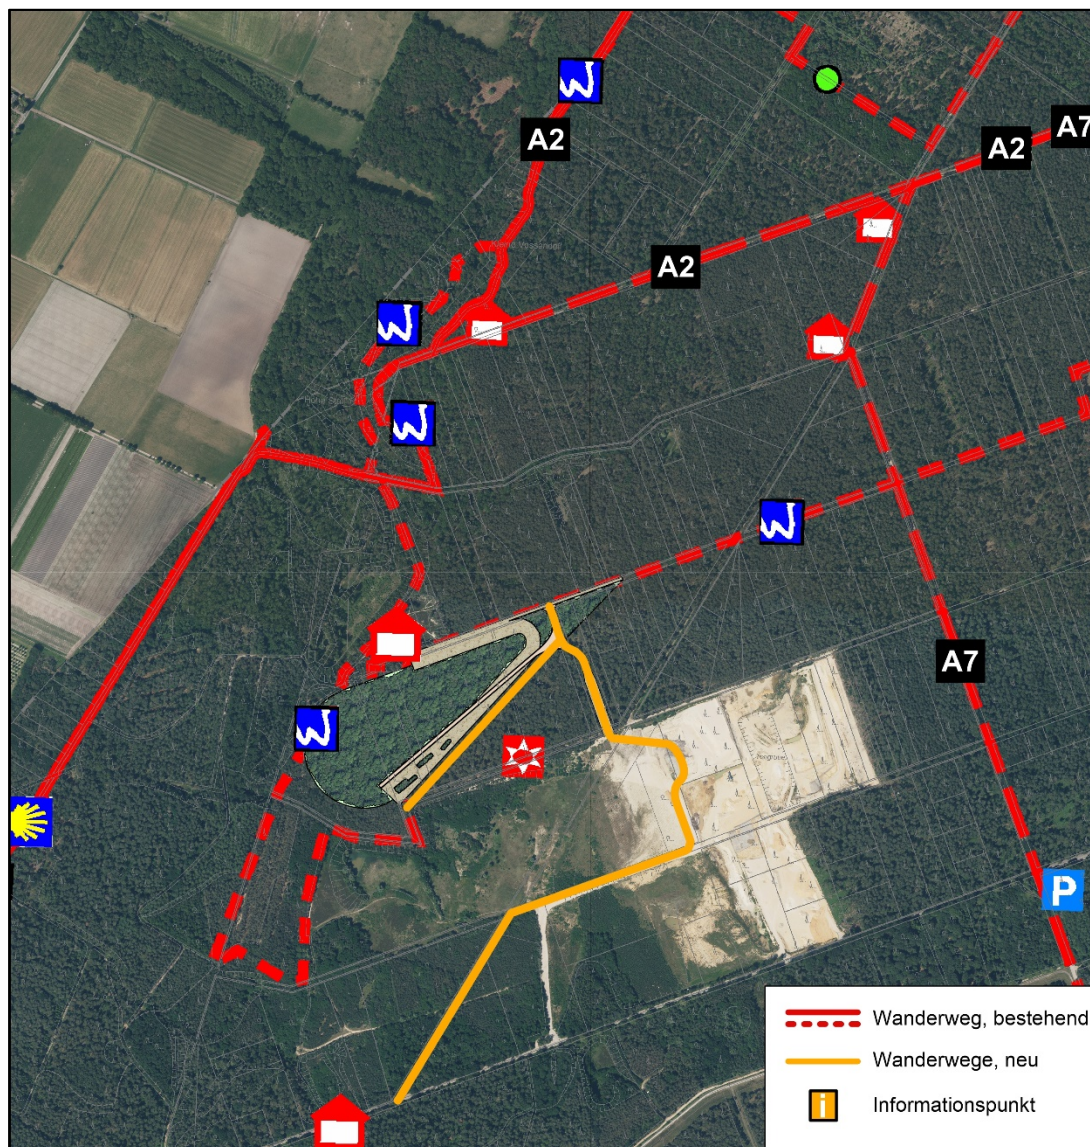 A2
A2
A7
A2
A7
P
Wanderweg, bestehend
Wanderwege, neu
i
Informationspunkt